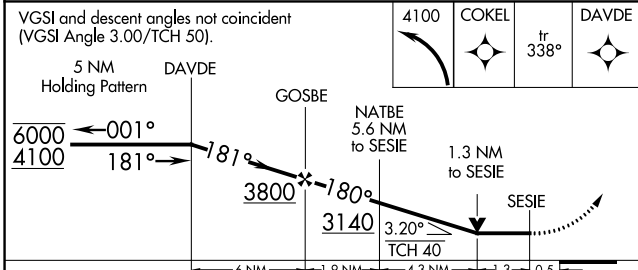 VGSI and descent angles not coincident
(VGSI Angle 3.00/TCH 50).
4100
COKEL
tr
338°
DAVDE
5 NM
Holding Pattern
DAVDE
GOSBE
NATBE
5.6 NM
to SESIE
1.3 NM
to SESIE
SESIE
6000
4100
001°
181°
181°
3800
180°
3140
3.20°
TCH 40
6 NM
1.9 NM
4.3 NM
1.3
0.5